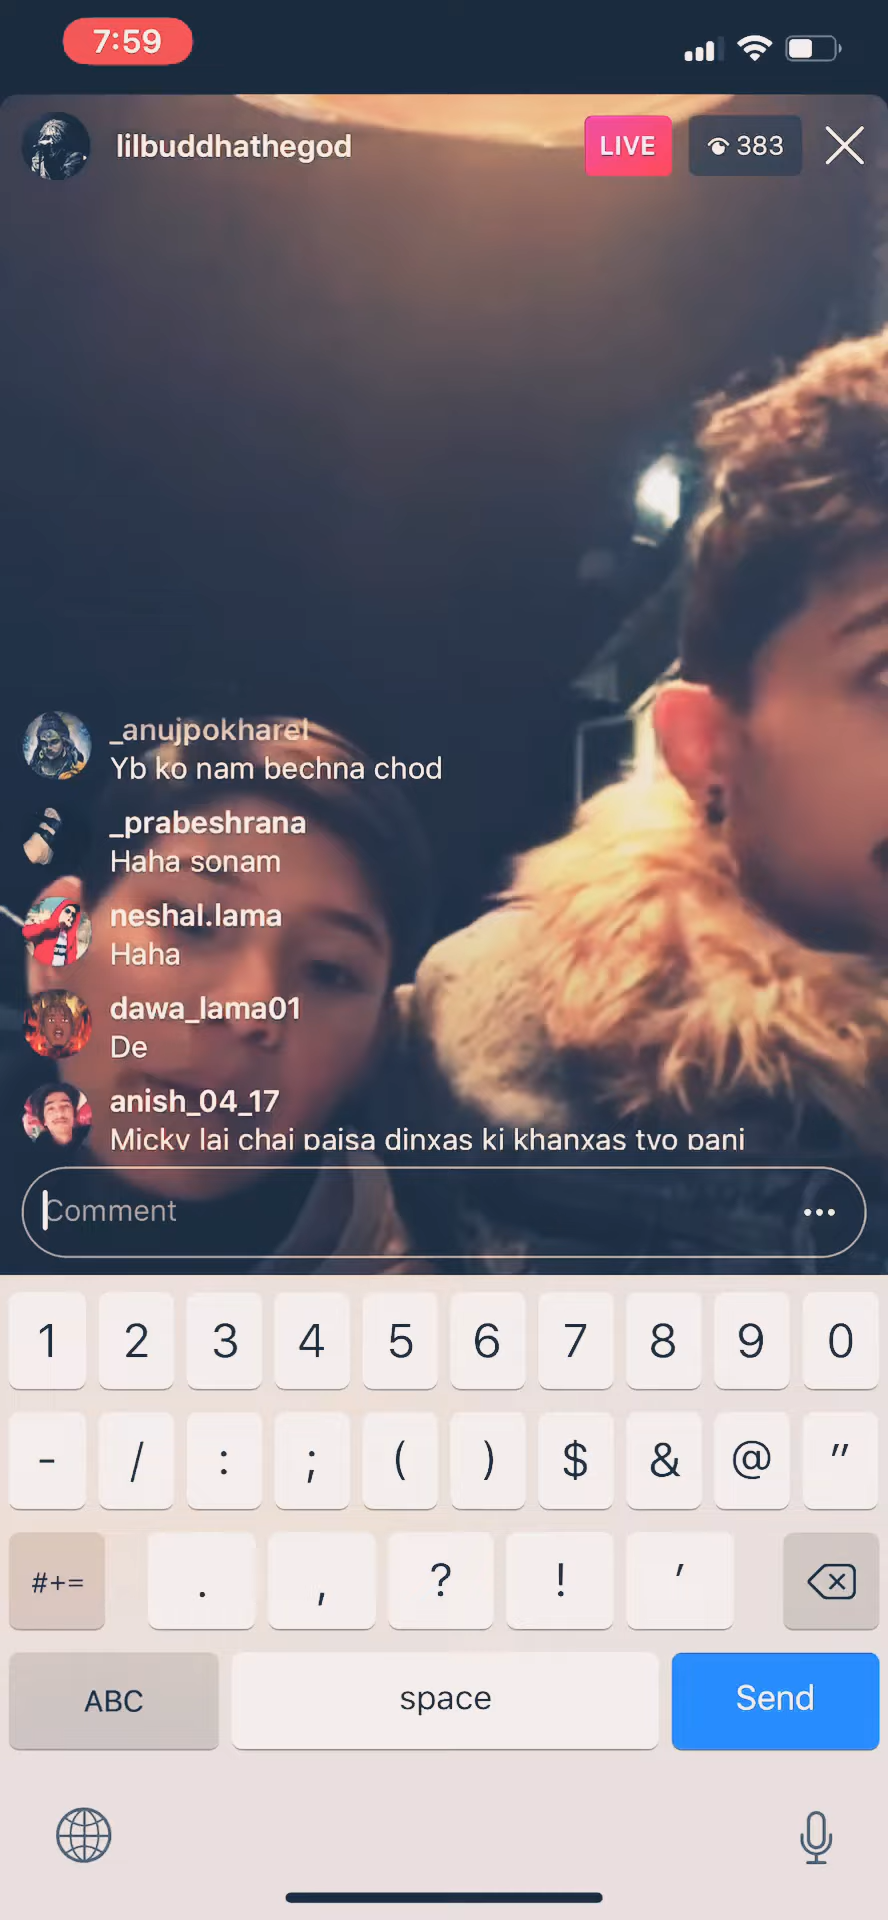 7:59
lilbuddhathegod
LIVE
383
_anujpokharel
Yb ko nam bechna chod
_prabeshrana
Haha sonam
neshal.lama
Haha
dawa_lama01
De
anish_04_17
Micky lai chai paisa dinxas ki khanxas tyo pani
Comment
1 2 3 4 5 6 7 8 9 0
- / : ; ( ) $ & @ "
#+= . , ? ! '
ABC space Send